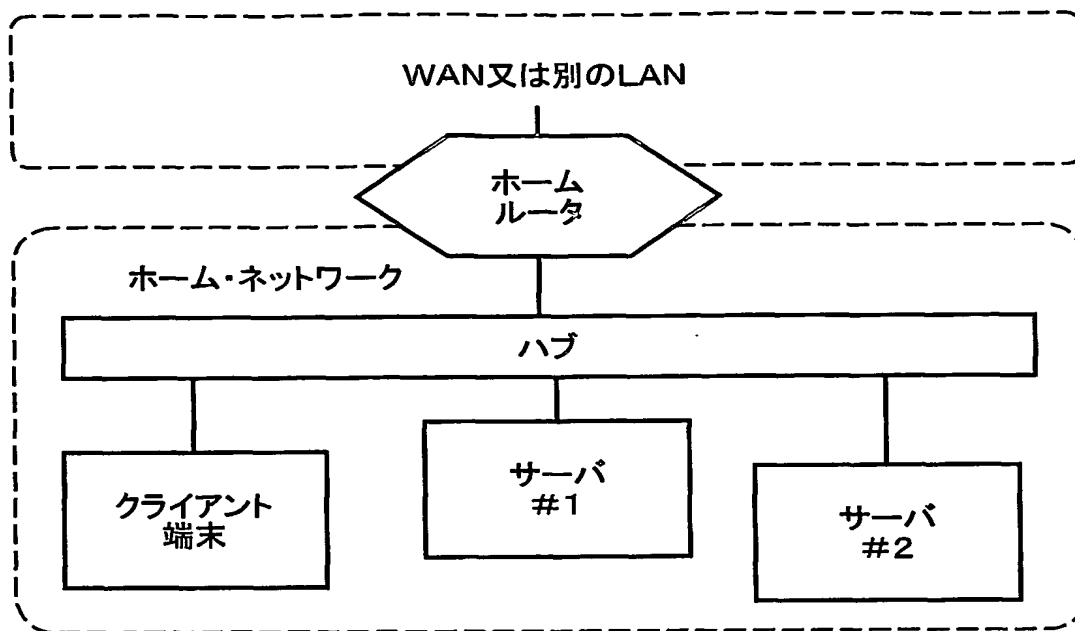 WAN又は別のLAN
ホーム
ルータ
ホーム・ネットワーク
ハブ
クライアント
端末
サーバ
#1
サーバ
#2